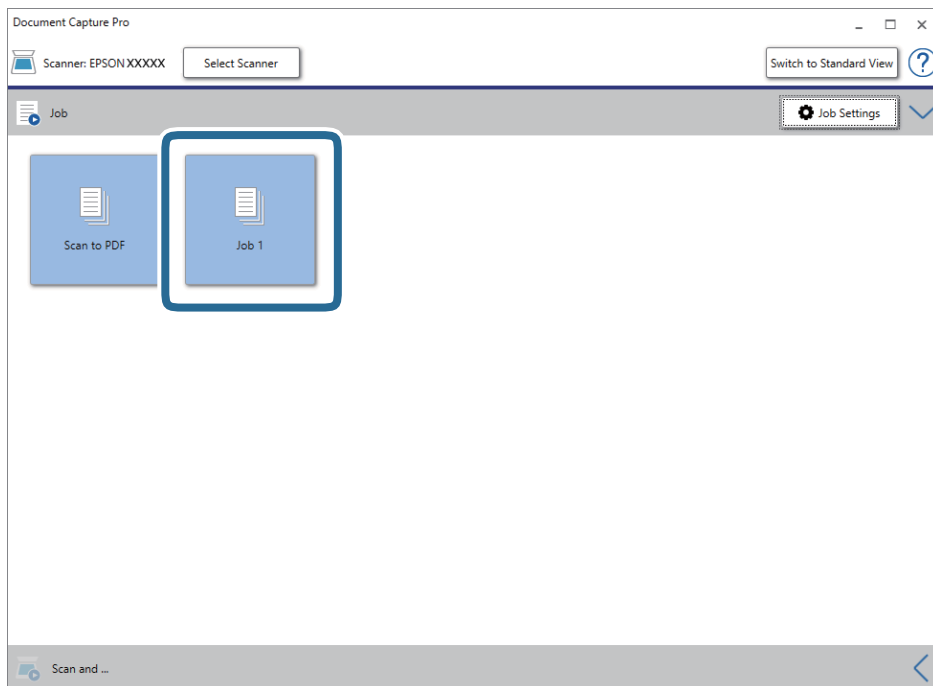 Document Capture Pro
Scanner: EPSON XXXXX
Select Scanner
Switch to Standard View
?
Job
Job Settings
Scan to PDF
Job 1
Scan and ...